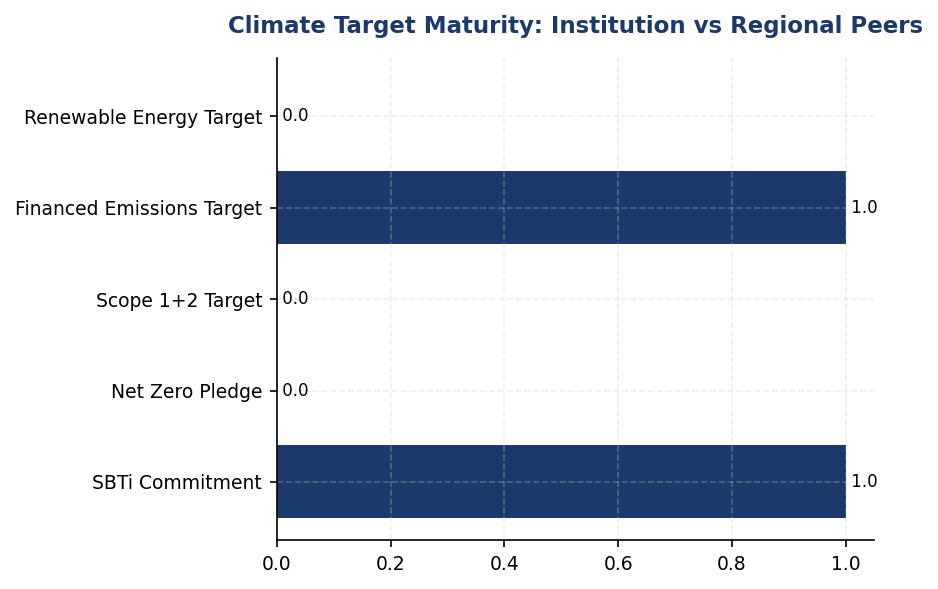 Climate Target Maturity: Institution vs Regional Peers
Renewable Energy Target 0.0
Financed Emissions Target 1.0
Scope 1+2 Target 0.0
Net Zero Pledge 0.0
SBTi Commitment 1.0
0.0 0.2 0.4 0.6 0.8 1.0